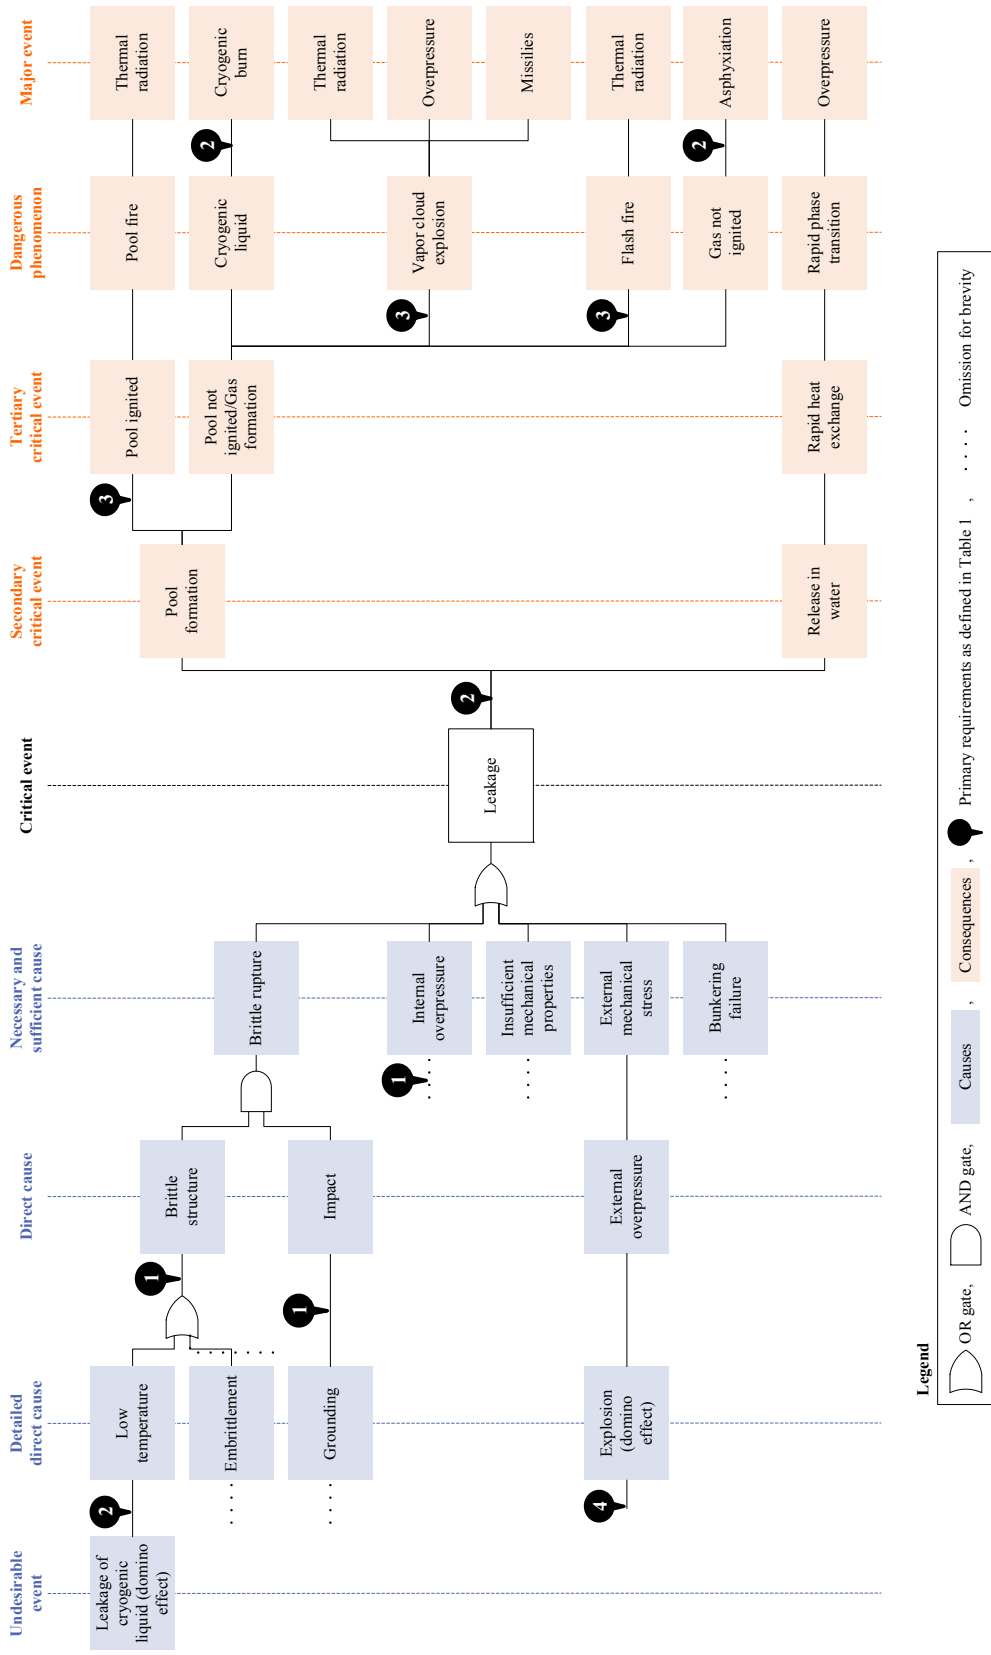 Undesirable
event
Detailed
direct cause
Direct cause
Necessary and
sufficient cause
Critical event
Secondary
critical event
Tertiary
critical event
Dangerous
phenomenon
Major event
Leakage of
cryogenic
liquid (domino
effect)
2
Low
temperature
Embrittlement
. . . . .
Grounding
. . . . .
4
Explosion
(domino
effect)
. . . . . . . .
1
1
Brittle
structure
Impact
External
overpressure
Brittle rupture
1
. . . . .
Internal
overpressure
. . . . .
Insufficient
mechanical
properties
External
mechanical
stress
. . . . .
Bunkering
failure
Leakage
2
Pool
formation
Release in
water
3
Pool ignited
Pool not
ignited/Gas
formation
Rapid heat
exchange
3
3
Pool fire
Cryogenic
liquid
Vapor cloud
explosion
Flash fire
Gas not
ignited
Rapid phase
transition
2
2
Thermal
radiation
Cryogenic
burn
Thermal
radiation
Overpressure
Missilies
Thermal
radiation
Asphyxiation
Overpressure
Legend
OR gate, AND gate, Causes , Consequences , Primary requirements as defined in Table 1 , . . . . Omission for brevity